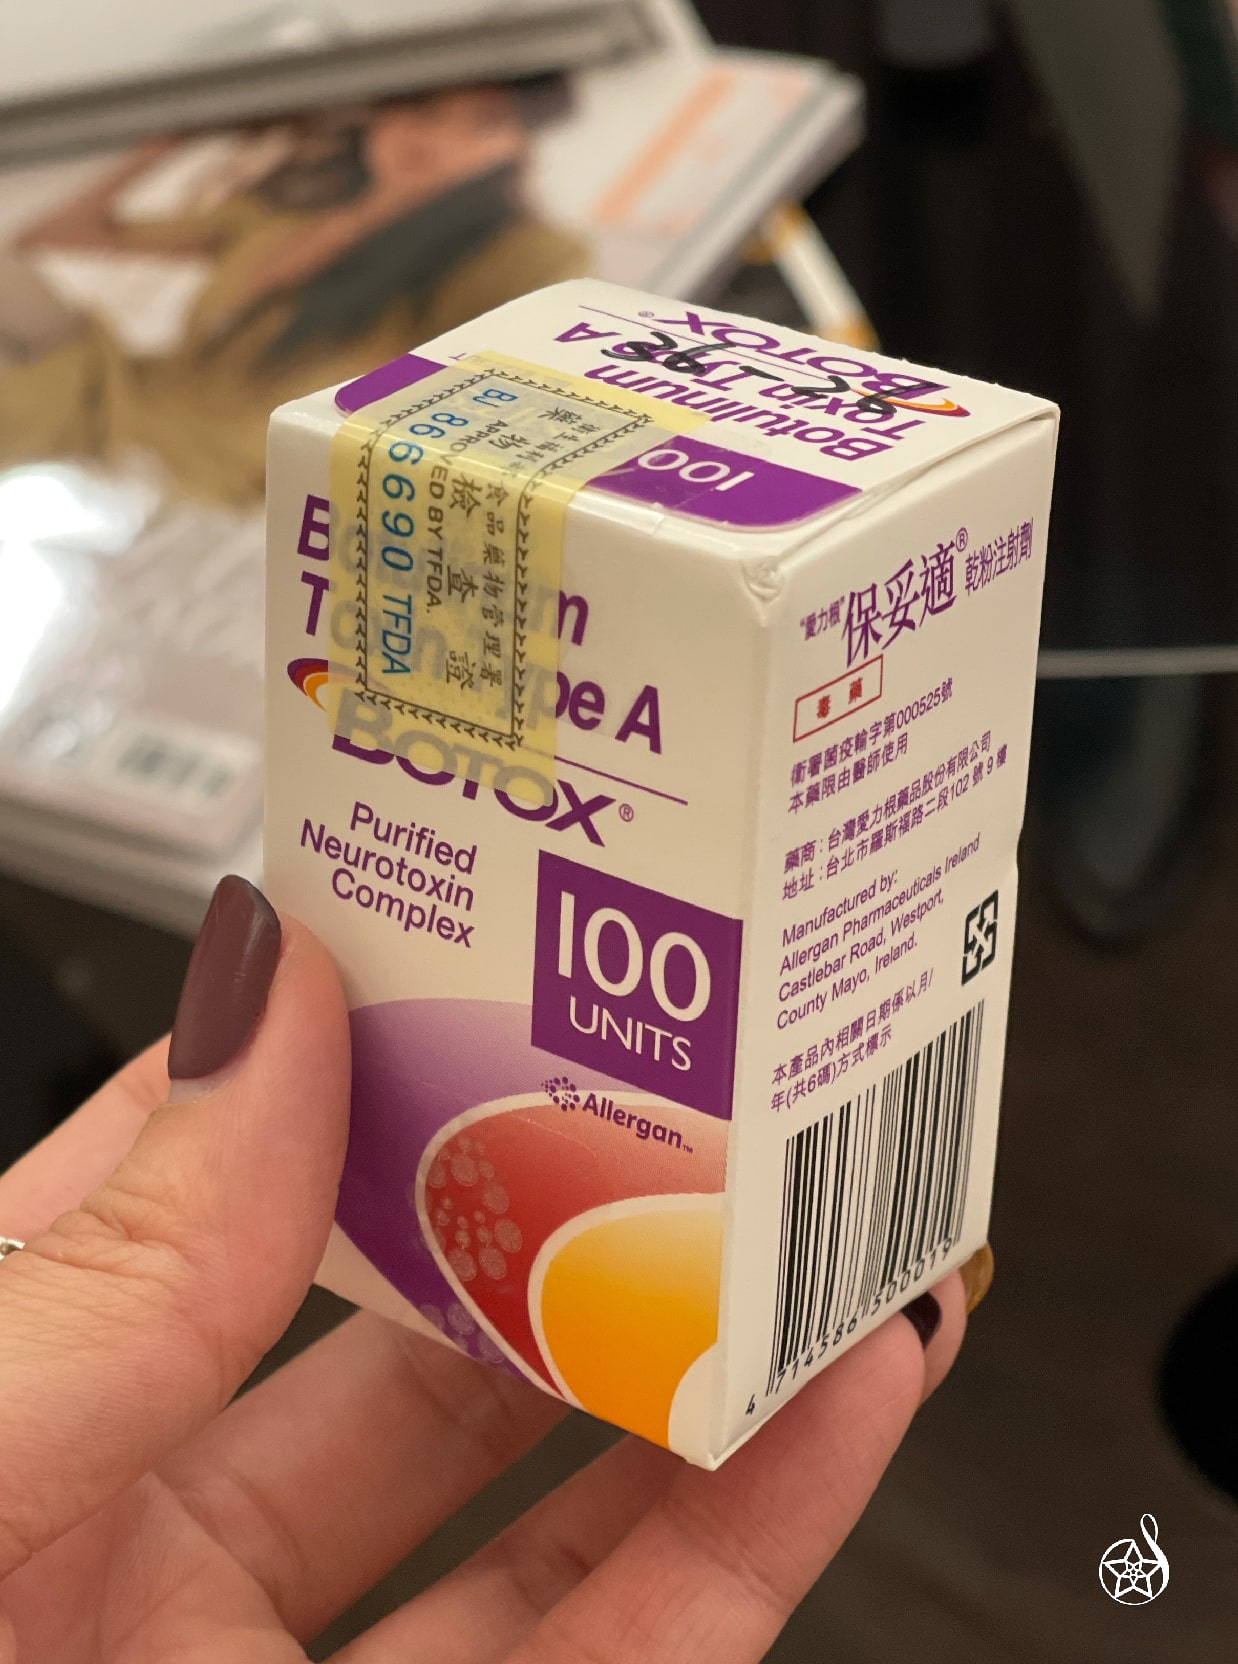 Botulinum
Toxin Type A
BOTOX®
100
BJ 866690 TFDA
APPROVED BY TFDA.
藥物檢查證
衛生福利部食品藥物管理署
Type A
BOTOX®
Purified
Neurotoxin
Complex
100
UNITS
Allergan™
"愛力根"保妥適®乾粉注射劑
毒藥
衛署菌疫輸字第000525號
本藥限由醫師使用
藥商：台灣愛力根藥品股份有限公司
地址：台北市羅斯福路二段102號9樓
Manufactured by:
Allergan Pharmaceuticals Ireland
Castlebar Road, Westport,
County Mayo, Ireland.
本產品內相關日期係以月/
年(共6碼)方式標示
4 714586 500019